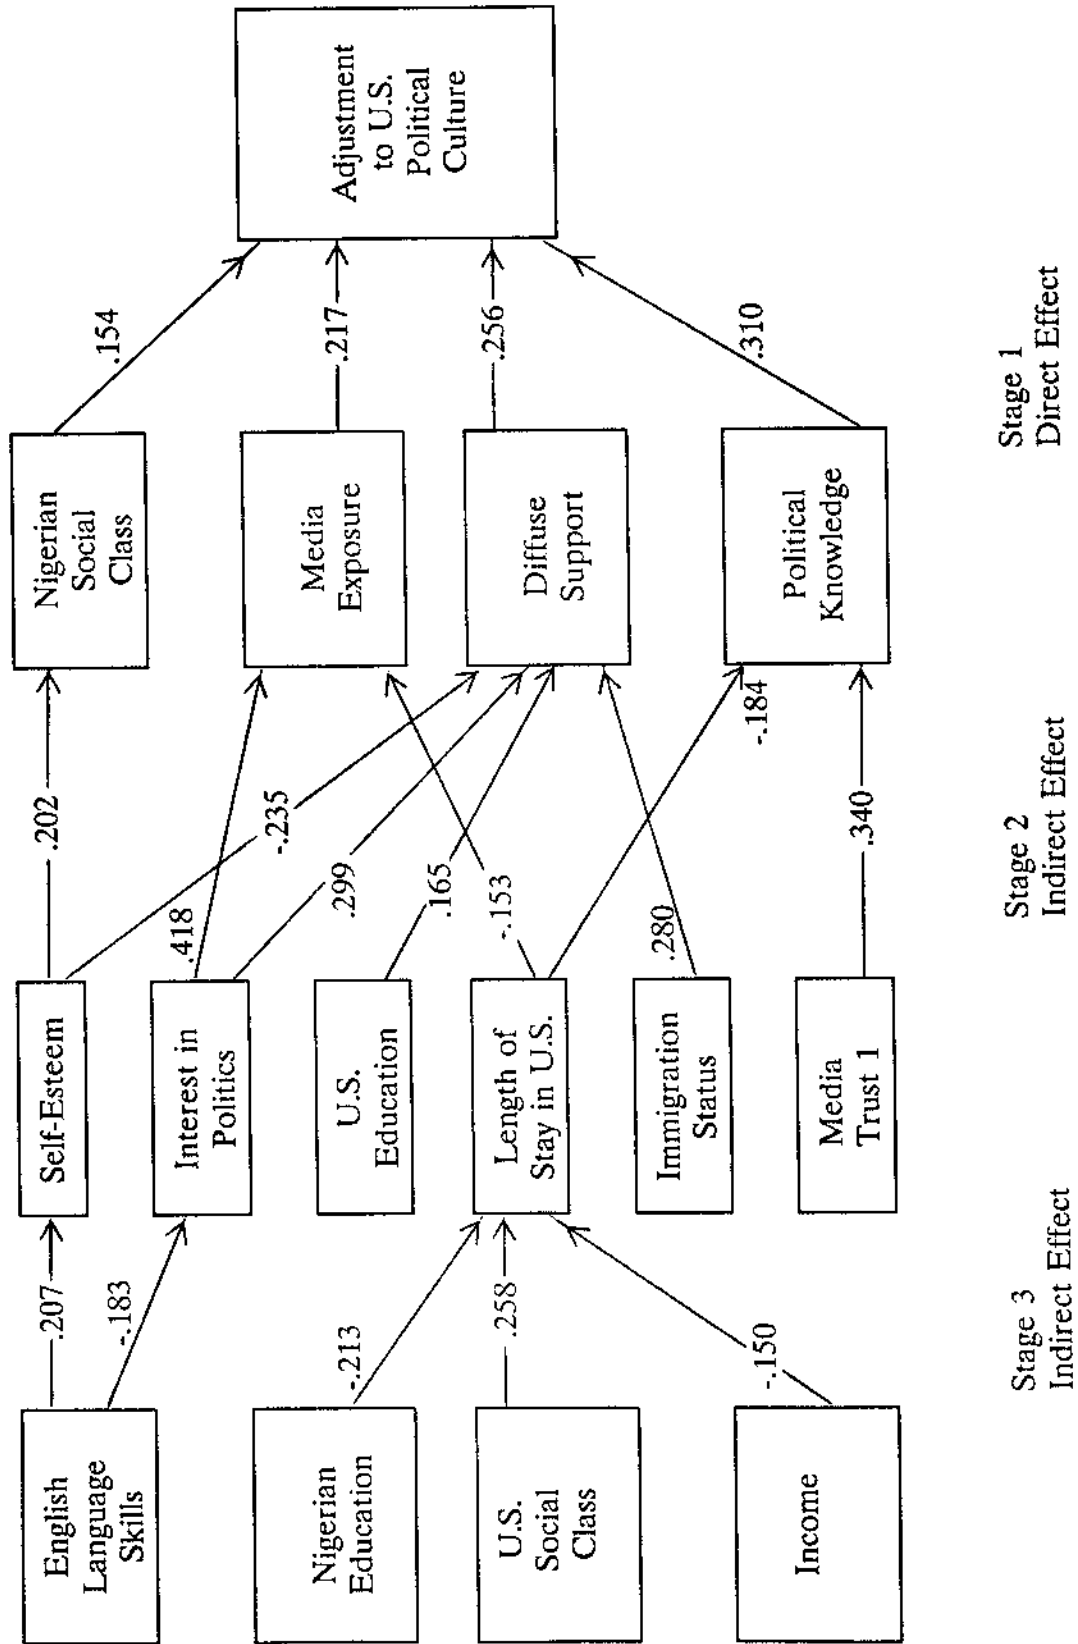 English
Language
Skills
Nigerian
Education
U.S.
Social
Class
Income
.207
-.183
-.213
.258
-.150
Self-Esteem
Interest in
Politics
U.S.
Education
Length of
Stay in U.S.
Immigration
Status
Media
Trust 1
.202
-.235
.418
.299
.165
-.153
-.184
.280
.340
Nigerian
Social
Class
Media
Exposure
Diffuse
Support
Political
Knowledge
.154
.217
.256
.310
Adjustment
to U.S.
Political
Culture
Stage 3
Indirect Effect
Stage 2
Indirect Effect
Stage 1
Direct Effect